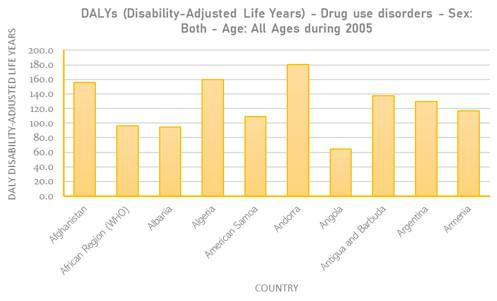 DALYs (Disability-Adjusted Life Years) - Drug use disorders - Sex:
Both - Age: All Ages during 2005
DALY DISABILITY-ADJUSTED LIFE YEARS
200.0
180.0
160.0
140.0
120.0
100.0
80.0
60.0
40.0
20.0
0.0
Afghanistan
African Region (WHO)
Albania
Algeria
American Samoa
Andorra
Angola
Antigua and Barbuda
Argentina
Armenia
COUNTRY